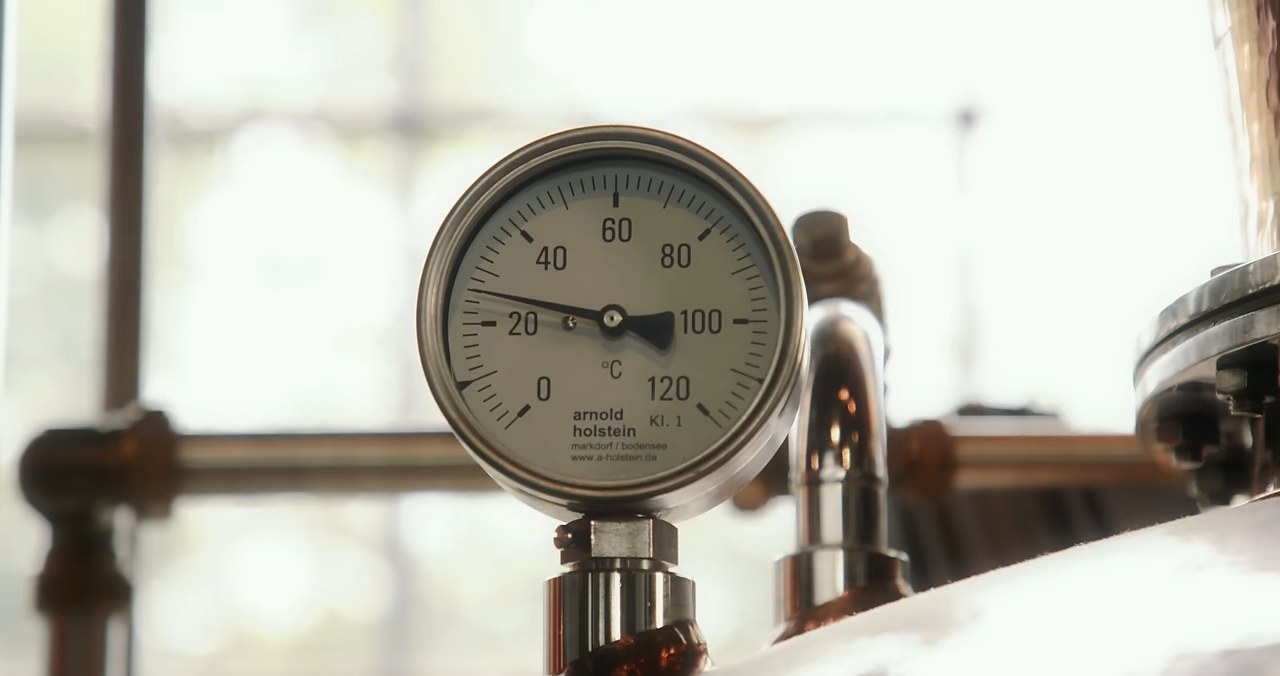 60
40 80
20 100
°C
0 120
arnold Kl. 1
holstein
markdorf / bodensee
www.a-holstein.de